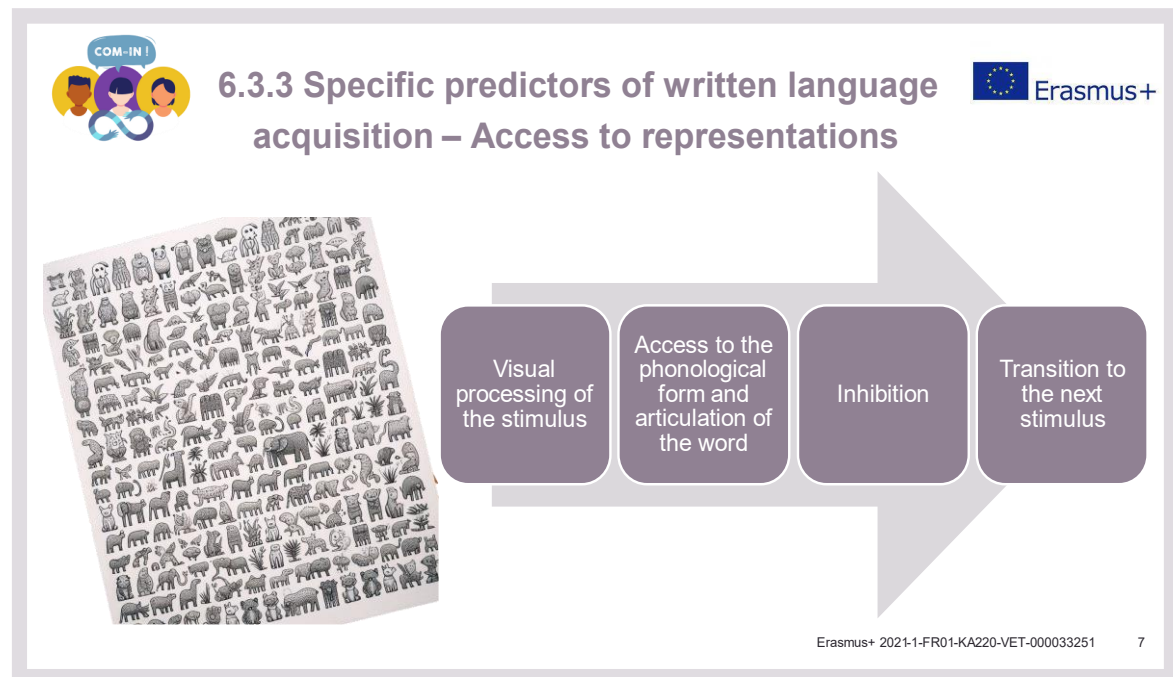 COM-IN !
6.3.3 Specific predictors of written language
acquisition – Access to representations
Erasmus+
Visual
processing of
the stimulus
Access to the
phonological
form and
articulation of
the word
Inhibition
Transition to
the next
stimulus
Erasmus+ 2021-1-FR01-KA220-VET-000033251
7